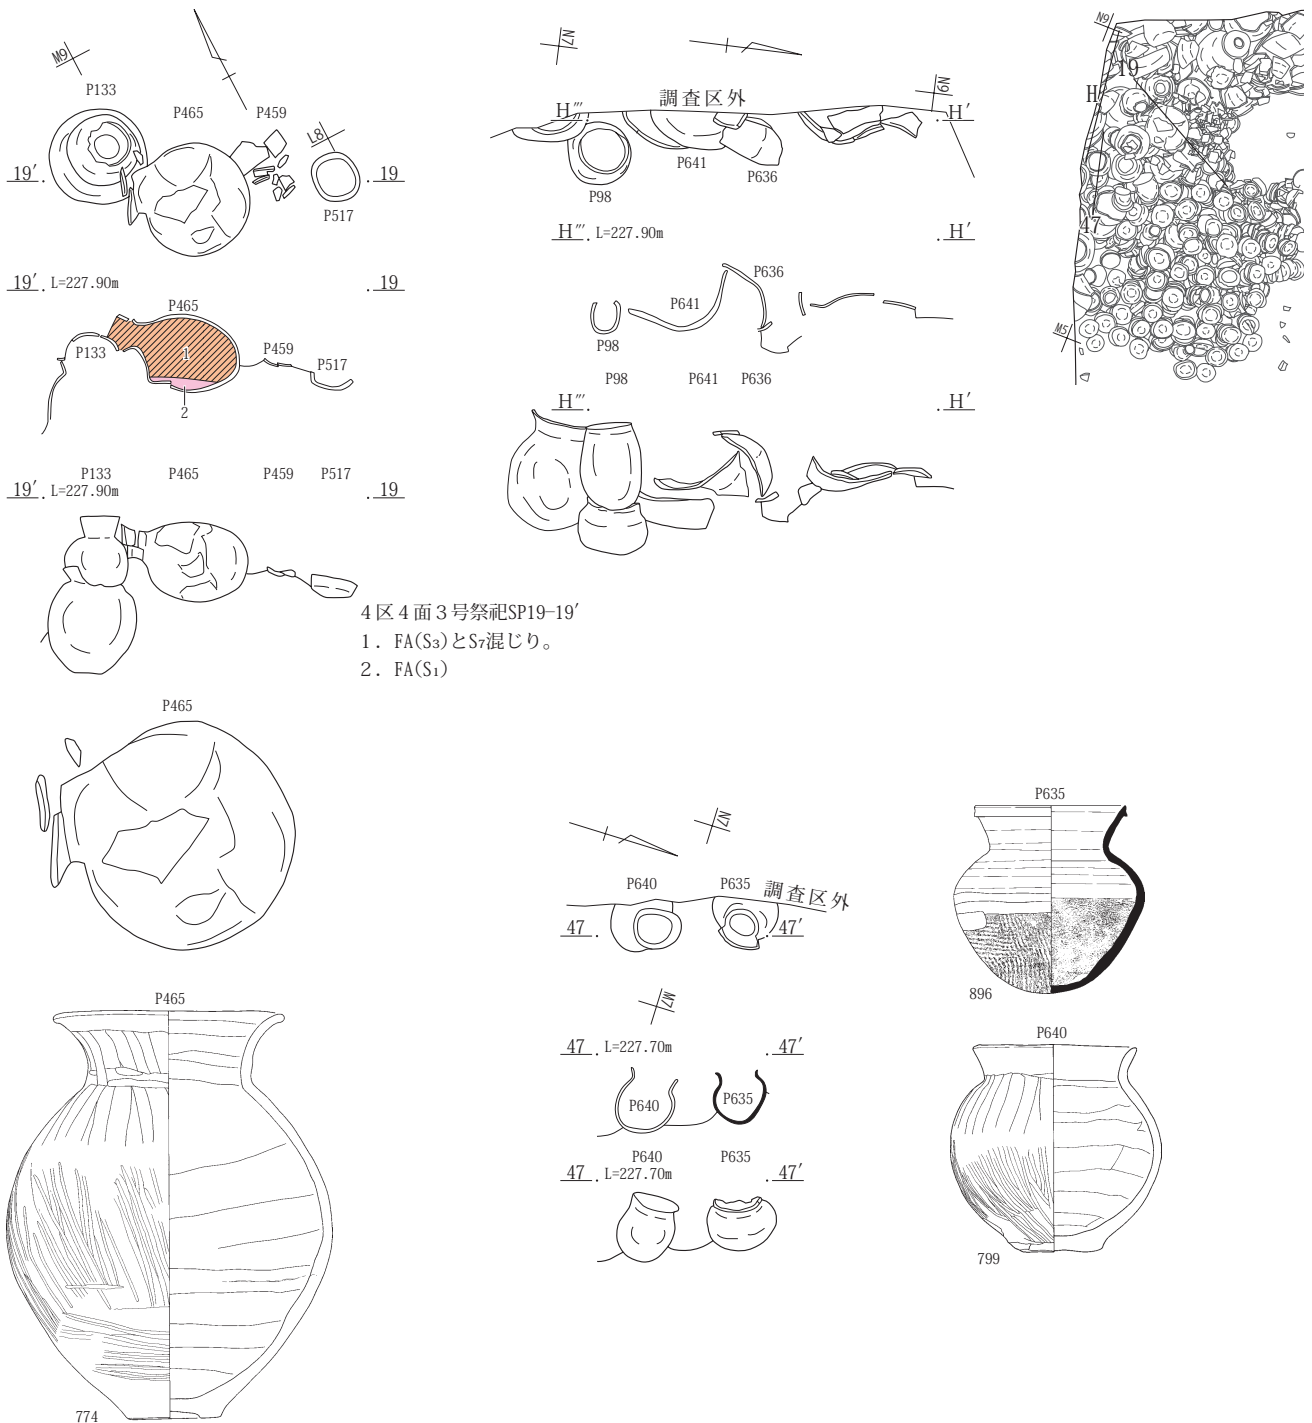 M9
P133
P465
P459
L8
19′. .19
P517
19′. L=227.90m .19
P465
P133
1
P459
P517
2
P133 P465 P459 P517
19′. L=227.90m .19
4区4面3号祭祀SP19-19′
1. FA(S₃)とS₇混じり。
2. FA(S₁)
P465
P465
774
N7
N9
調査区外
H‴. .H′
P641
P636
P98
H‴. L=227.90m .H′
P636
P641
P98
P98 P641 P636
H‴. .H′
N9
19
H
47
M5
N7
P640 P635 調査区外
47. .47′
M7
47. L=227.70m .47′
P640 P635
P640 P635
47. L=227.70m .47′
P635
896
P640
799